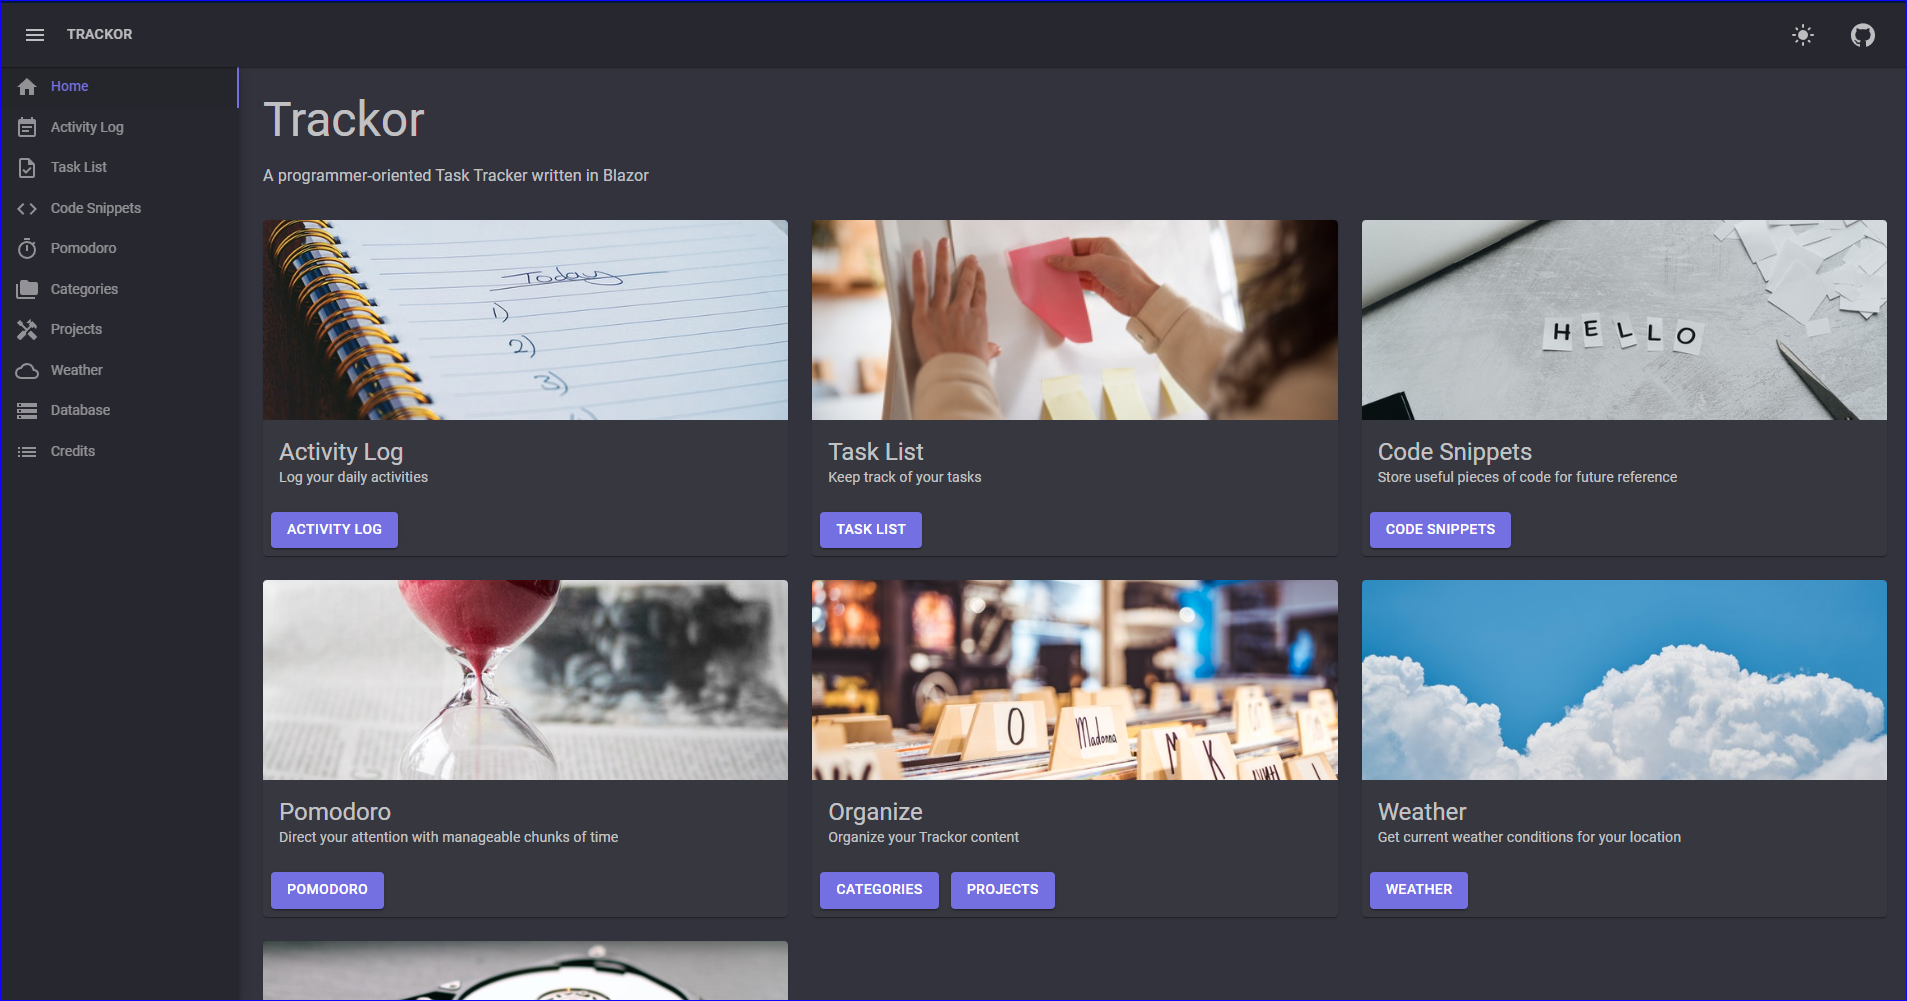 TRACKOR
Home
Activity Log
Task List
Code Snippets
Pomodoro
Categories
Projects
Weather
Database
Credits
Trackor
A programmer-oriented Task Tracker written in Blazor
Today
1)
2)
3)
HELLO
Activity Log
Log your daily activities
ACTIVITY LOG
Task List
Keep track of your tasks
TASK LIST
Code Snippets
Store useful pieces of code for future reference
CODE SNIPPETS
O
Madonna
M
K
Pomodoro
Direct your attention with manageable chunks of time
POMODORO
Organize
Organize your Trackor content
CATEGORIES
PROJECTS
Weather
Get current weather conditions for your location
WEATHER